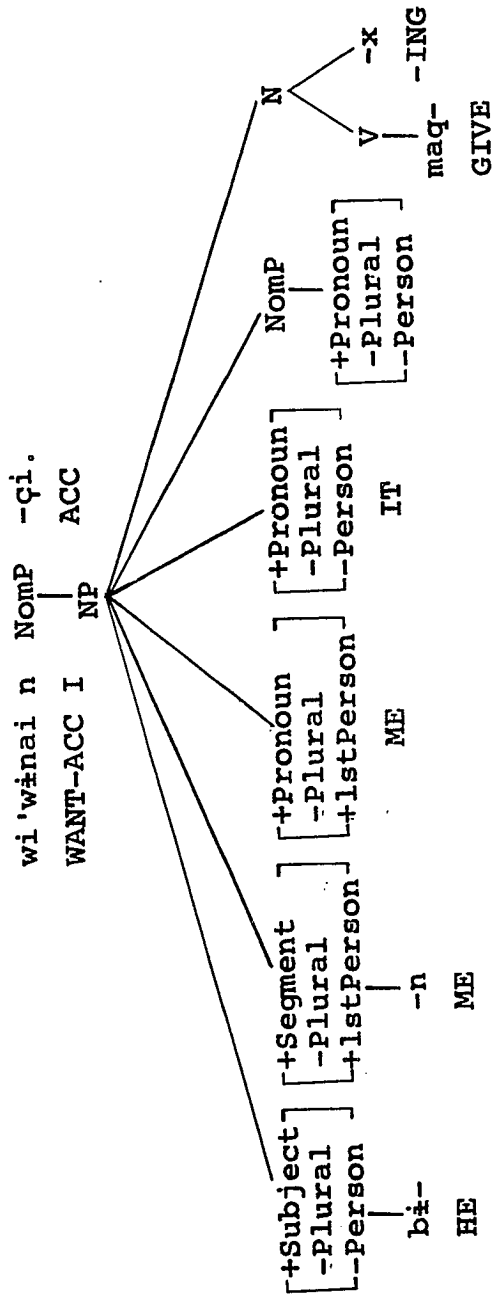 wi'wɨnai n NomP -çi.
WANT-ACC I NP ACC
[+Subject]
-Plural
-Person
bɨ-
HE
[+Segment]
-Plural
+1stPerson
-n
ME
[+Pronoun]
-Plural
+1stPerson
ME
[+Pronoun]
-Plural
-Person
IT
NomP
[+Pronoun]
-Plural
-Person
N
V -x
maq- -ING
GIVE